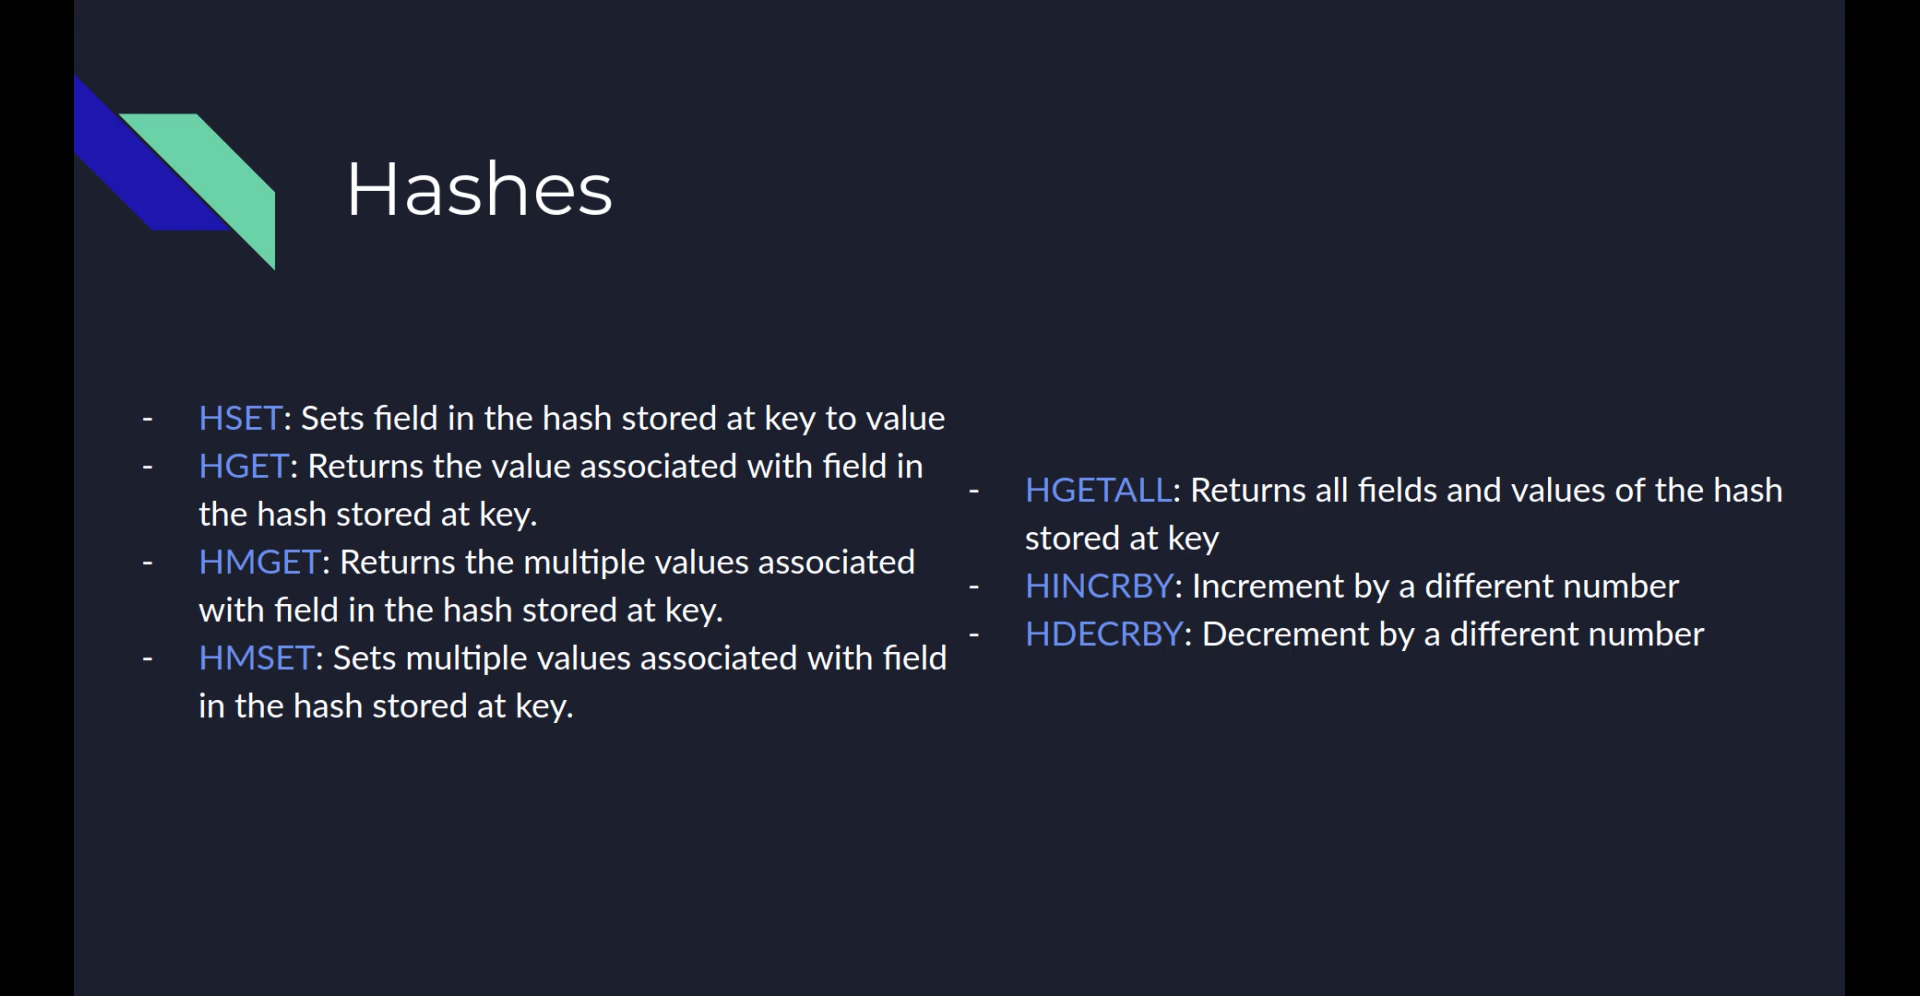 Hashes
- HSET: Sets field in the hash stored at key to value
- HGET: Returns the value associated with field in
the hash stored at key.
- HMGET: Returns the multiple values associated
with field in the hash stored at key.
- HMSET: Sets multiple values associated with field
in the hash stored at key.
- HGETALL: Returns all fields and values of the hash
stored at key
- HINCRBY: Increment by a different number
- HDECRBY: Decrement by a different number